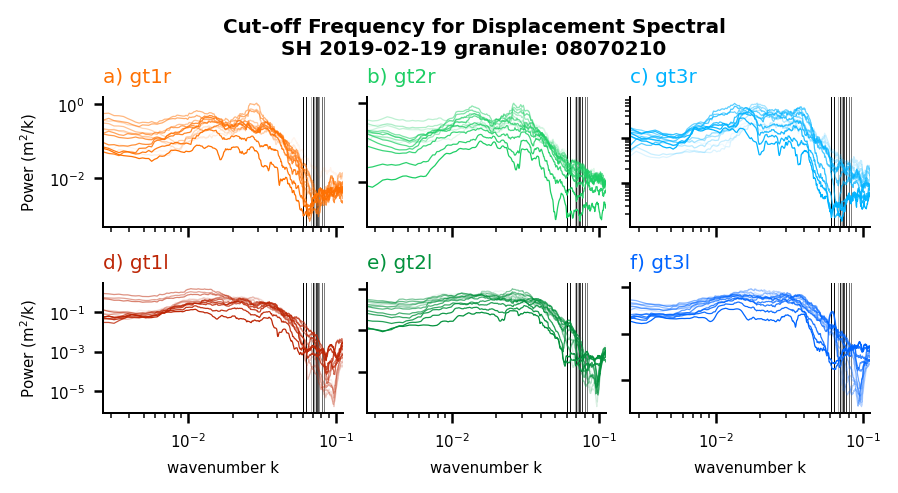 Cut-off Frequency for Displacement Spectral
SH 2019-02-19 granule: 08070210
a) gt1r
b) gt2r
c) gt3r
Power (m²/k)
10⁰
10⁻²
d) gt1l
e) gt2l
f) gt3l
Power (m²/k)
10⁻¹
10⁻³
10⁻⁵
10⁻² 10⁻¹ 10⁻² 10⁻¹ 10⁻² 10⁻¹
wavenumber k wavenumber k wavenumber k